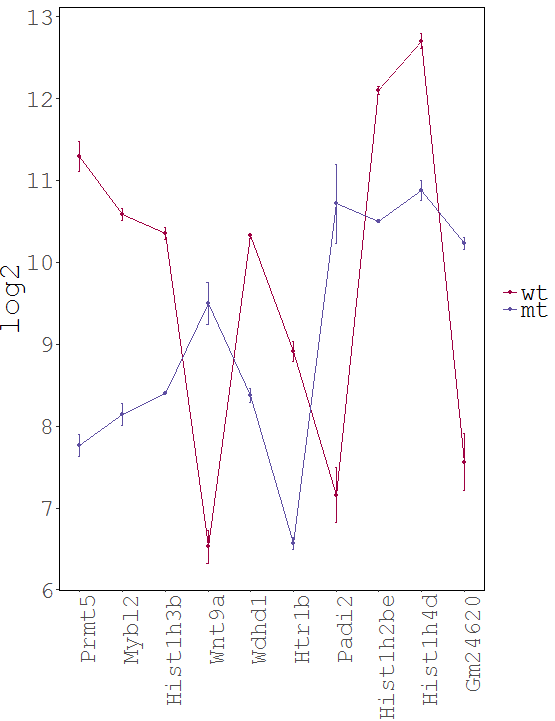 13
12
11
10
9
8
7
6
log2
Prmt5
Mybl2
Hist1h3b
Wnt9a
Wdhd1
Htr1b
Padi2
Hist1h2be
Hist1h4d
Gm24620
wt
mt